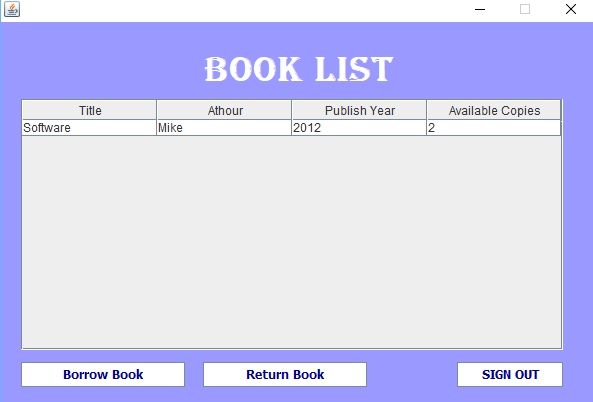 BOOK LIST
Title Athour Publish Year Available Copies
Software Mike 2012 2
Borrow Book Return Book SIGN OUT